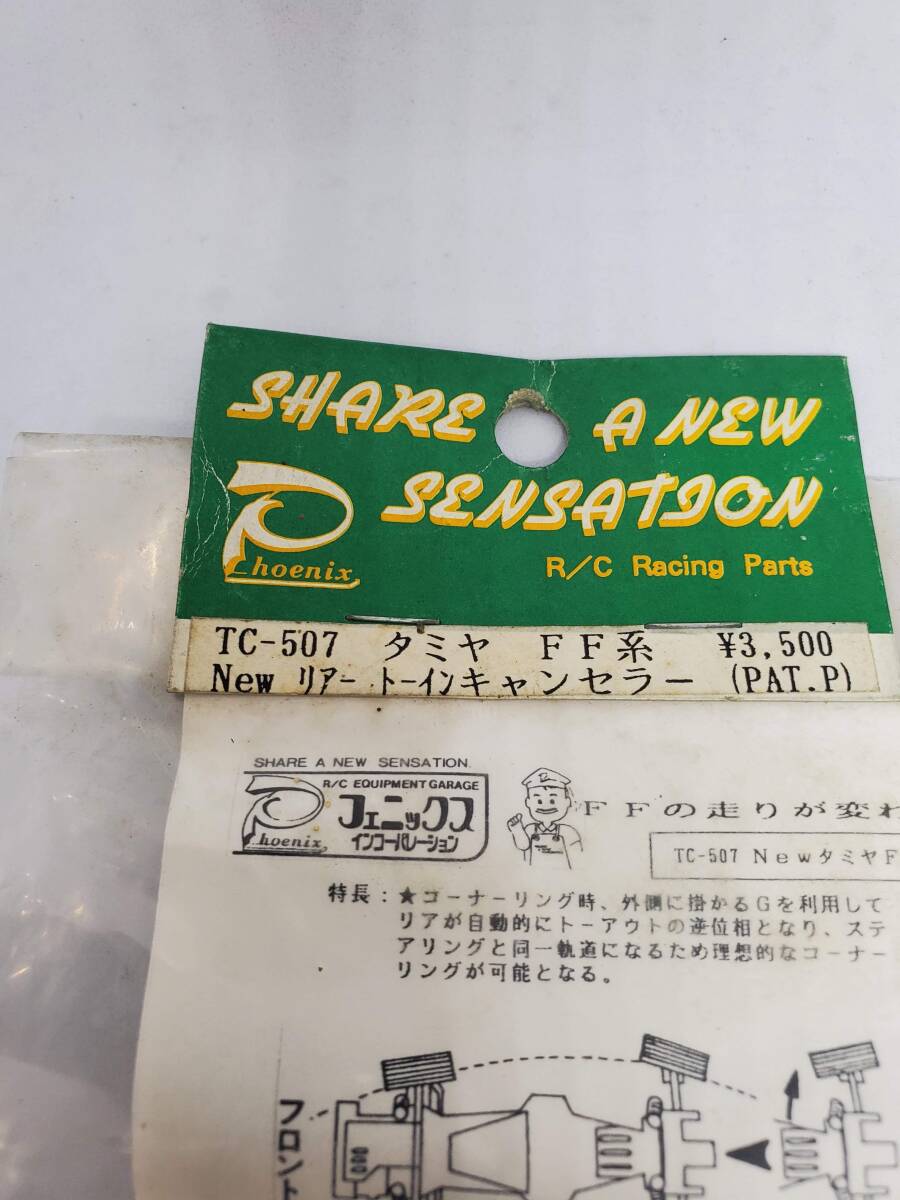 SHARE A NEW
SENSATION
Phoenix
R/C Racing Parts
TC-507 タミヤ FF系 ¥3,500
New リアー トーインキャンセラー (PAT.P)
SHARE A NEW SENSATION.
R/C EQUIPMENT GARAGE
Phoenix
フェニックス
インコーポレーション
FFの走りが変わ
TC-507 NewタミヤF
特長:★コーナーリング時、外側に掛かるGを利用して
リアが自動的にトーアウトの逆位相となり、ステ
アリングと同一軌道になるため理想的なコーナー
リングが可能となる。
フロント